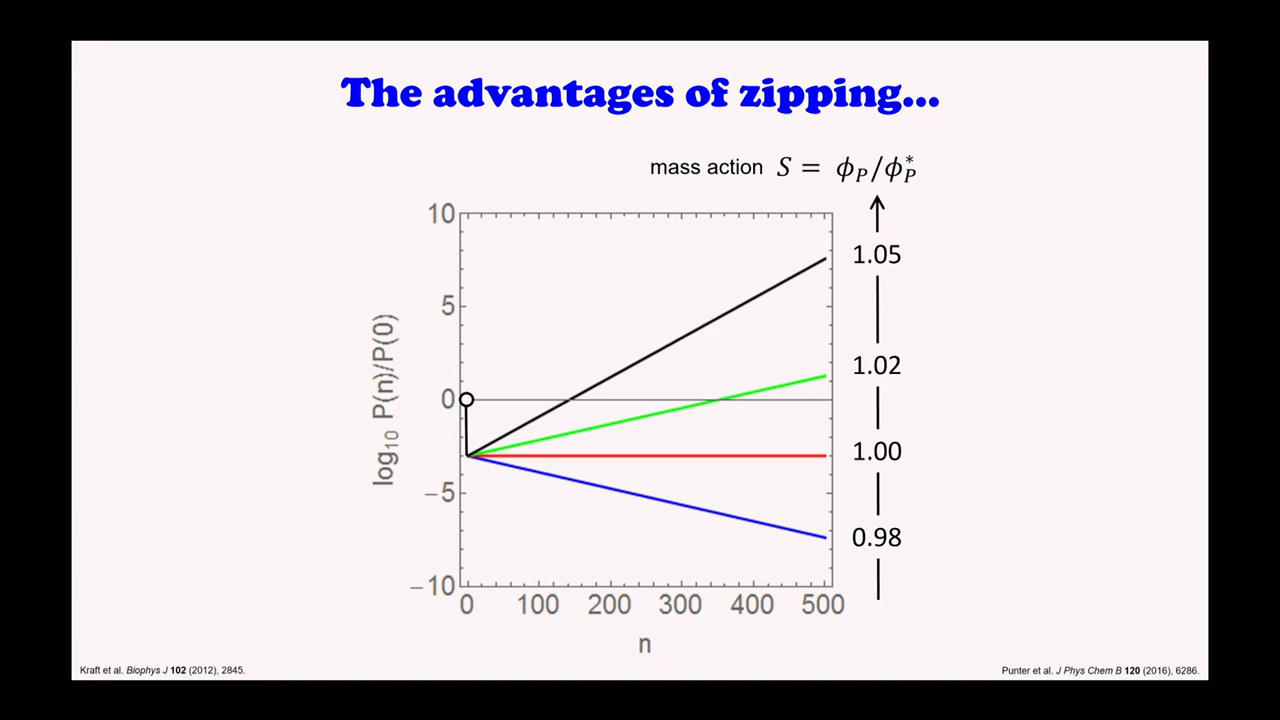 The advantages of zipping...
mass action S = ϕ_P/ϕ_P^*
10
5
0
−5
−10
log₁₀ P(n)/P(0)
0 100 200 300 400 500
n
1.05
1.02
1.00
0.98
Kraft et al. Biophys J 102 (2012), 2845.
Punter et al. J Phys Chem B 120 (2016), 6286.